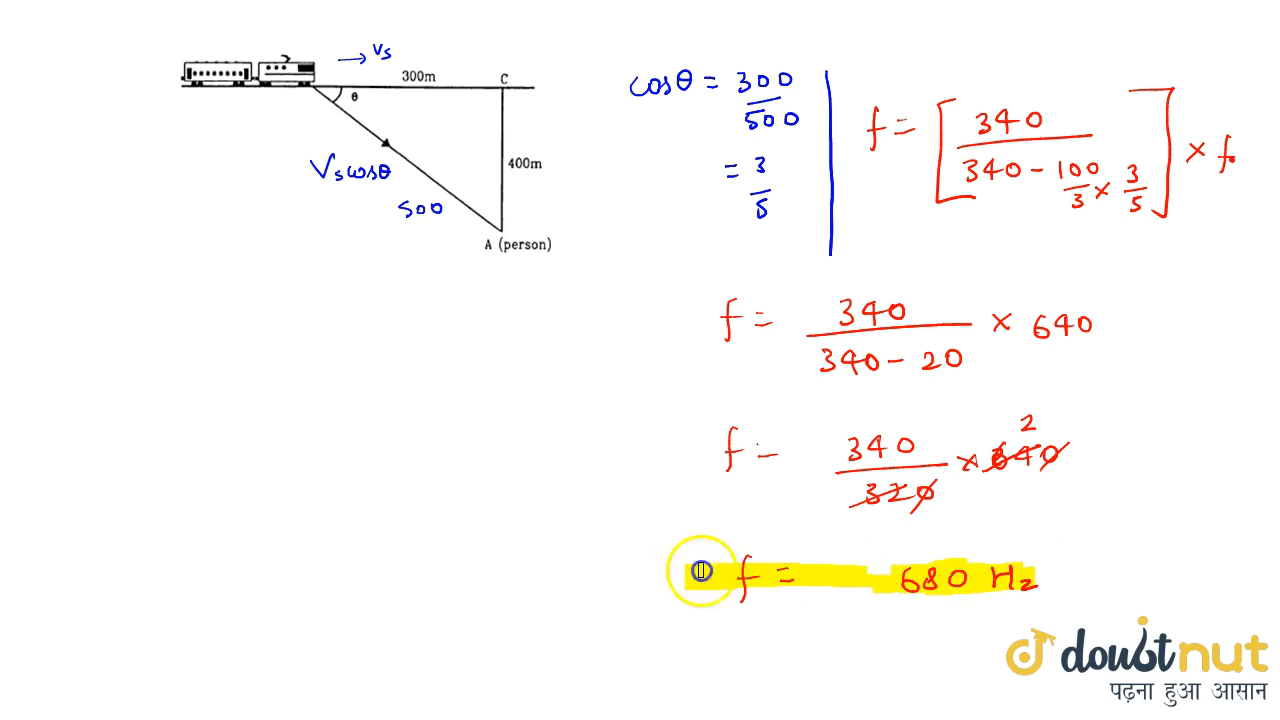 → Vs
300m
C
θ
400m
Vs cosθ
500
A (person)
cosθ = 300/500
= 3/5
f = [340/(340 - 100/3 × 3/5)] × f₀
f = 340/(340 - 20) × 640
f = 340/320 × 640 2
f = 680 Hz
doubtnut
पढ़ना हुआ आसान